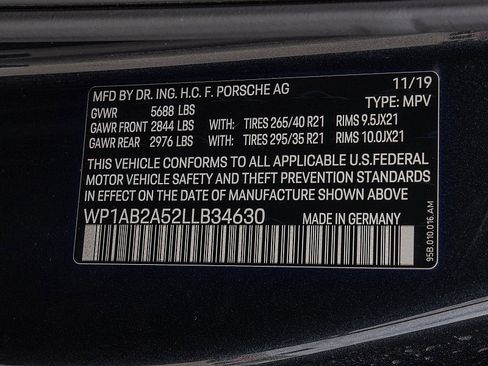 MFD BY DR. ING. H.C. F. PORSCHE AG 11/19
GVWR 5688 LBS TYPE: MPV
GAWR FRONT 2844 LBS WITH: TIRES 265/40 R21 RIMS 9.5JX21
GAWR REAR 2976 LBS WITH: TIRES 295/35 R21 RIMS 10.0JX21
THIS VEHICLE CONFORMS TO ALL APPLICABLE U.S.FEDERAL
MOTOR VEHICLE SAFETY AND THEFT PREVENTION STANDARDS
IN EFFECT ON THE DATE OF MANUFACTURE SHOWN ABOVE
WP1AB2A52LLB34630 MADE IN GERMANY
95B.010.016.AM